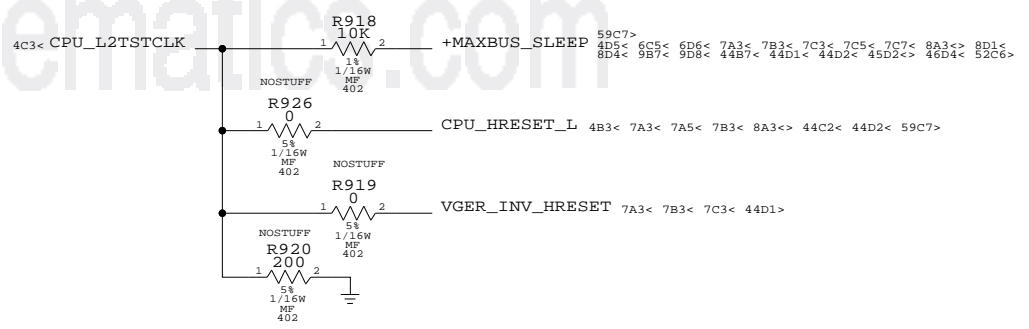 ematics.com
R918
10K
59C7>
4C3< CPU_L2TSTCLK 1 2 +MAXBUS_SLEEP 4D5< 6C5< 6D6< 7A3< 7B3< 7C3< 7C5< 7C7< 8A3<> 8D1<
8D4< 9B7< 9D8< 44B7< 44D1< 44D2< 45D2<> 46D4< 52C6>
1%
1/16W
MF
402
NOSTUFF
R926
0
1 2 CPU_HRESET_L 4B3< 7A3< 7A5< 7B3< 8A3<> 44C2< 44D2< 59C7>
5%
1/16W
MF
402
NOSTUFF
R919
0
1 2 VGER_INV_HRESET 7A3< 7B3< 7C3< 44D1>
5%
1/16W
MF
402
NOSTUFF
R920
200
1 2
5%
1/16W
MF
402